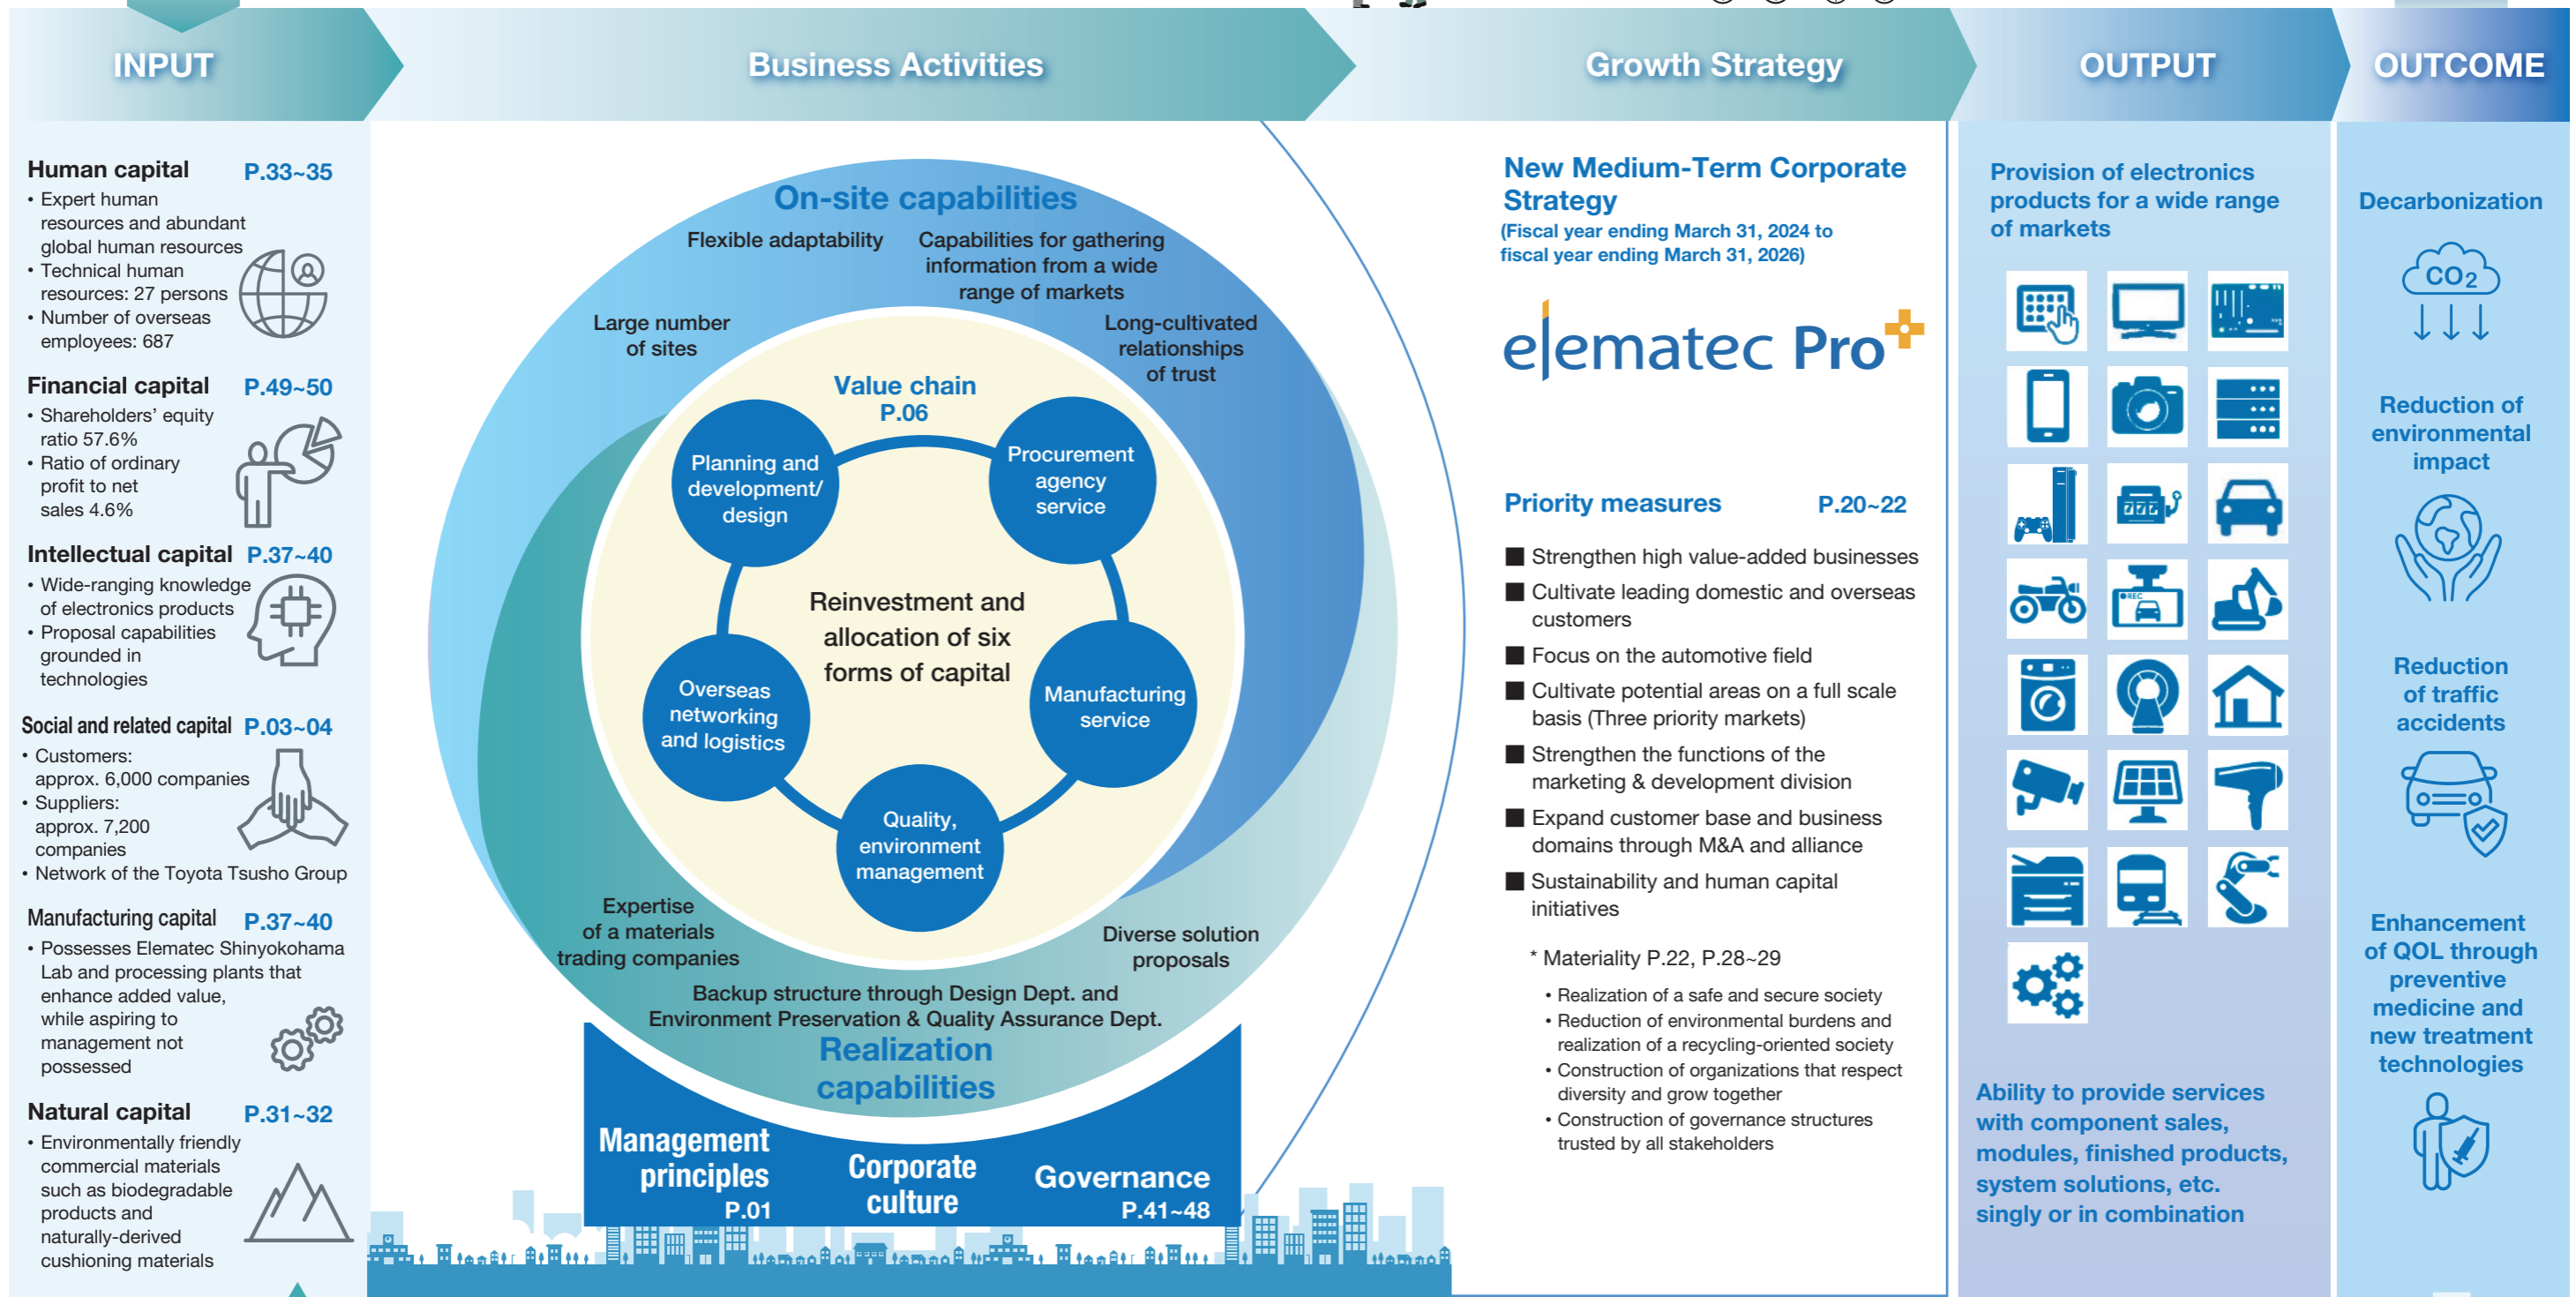 INPUT
Business Activities
Growth Strategy
OUTPUT
OUTCOME
Human capital P.33~35
• Expert human
resources and abundant
global human resources
• Technical human
resources: 27 persons
• Number of overseas
employees: 687
Financial capital P.49~50
• Shareholders' equity
ratio 57.6%
• Ratio of ordinary
profit to net
sales 4.6%
Intellectual capital P.37~40
• Wide-ranging knowledge
of electronics products
• Proposal capabilities
grounded in
technologies
Social and related capital P.03~04
• Customers:
approx. 6,000 companies
• Suppliers:
approx. 7,200
companies
• Network of the Toyota Tsusho Group
Manufacturing capital P.37~40
• Possesses Elematec Shinyokohama
Lab and processing plants that
enhance added value,
while aspiring to
management not
possessed
Natural capital P.31~32
• Environmentally friendly
commercial materials
such as biodegradable
products and
naturally-derived
cushioning materials
On-site capabilities
Flexible adaptability
Capabilities for gathering
information from a wide
range of markets
Large number
of sites
Long-cultivated
relationships
of trust
Value chain
P.06
Planning and
development/
design
Procurement
agency
service
Reinvestment and
allocation of six
forms of capital
Overseas
networking
and logistics
Manufacturing
service
Quality,
environment
management
Expertise
of a materials
trading companies
Diverse solution
proposals
Backup structure through Design Dept. and
Environment Preservation & Quality Assurance Dept.
Realization
capabilities
Management
principles
P.01
Corporate
culture
Governance
P.41~48
New Medium-Term Corporate
Strategy
(Fiscal year ending March 31, 2024 to
fiscal year ending March 31, 2026)
elematec Pro+
Priority measures P.20~22
■ Strengthen high value-added businesses
■ Cultivate leading domestic and overseas
customers
■ Focus on the automotive field
■ Cultivate potential areas on a full scale
basis (Three priority markets)
■ Strengthen the functions of the
marketing & development division
■ Expand customer base and business
domains through M&A and alliance
■ Sustainability and human capital
initiatives
* Materiality P.22, P.28~29
• Realization of a safe and secure society
• Reduction of environmental burdens and
realization of a recycling-oriented society
• Construction of organizations that respect
diversity and grow together
• Construction of governance structures
trusted by all stakeholders
Provision of electronics
products for a wide range
of markets
777
REC
Ability to provide services
with component sales,
modules, finished products,
system solutions, etc.
singly or in combination
Decarbonization
CO2
Reduction of
environmental
impact
Reduction
of traffic
accidents
Enhancement
of QOL through
preventive
medicine and
new treatment
technologies